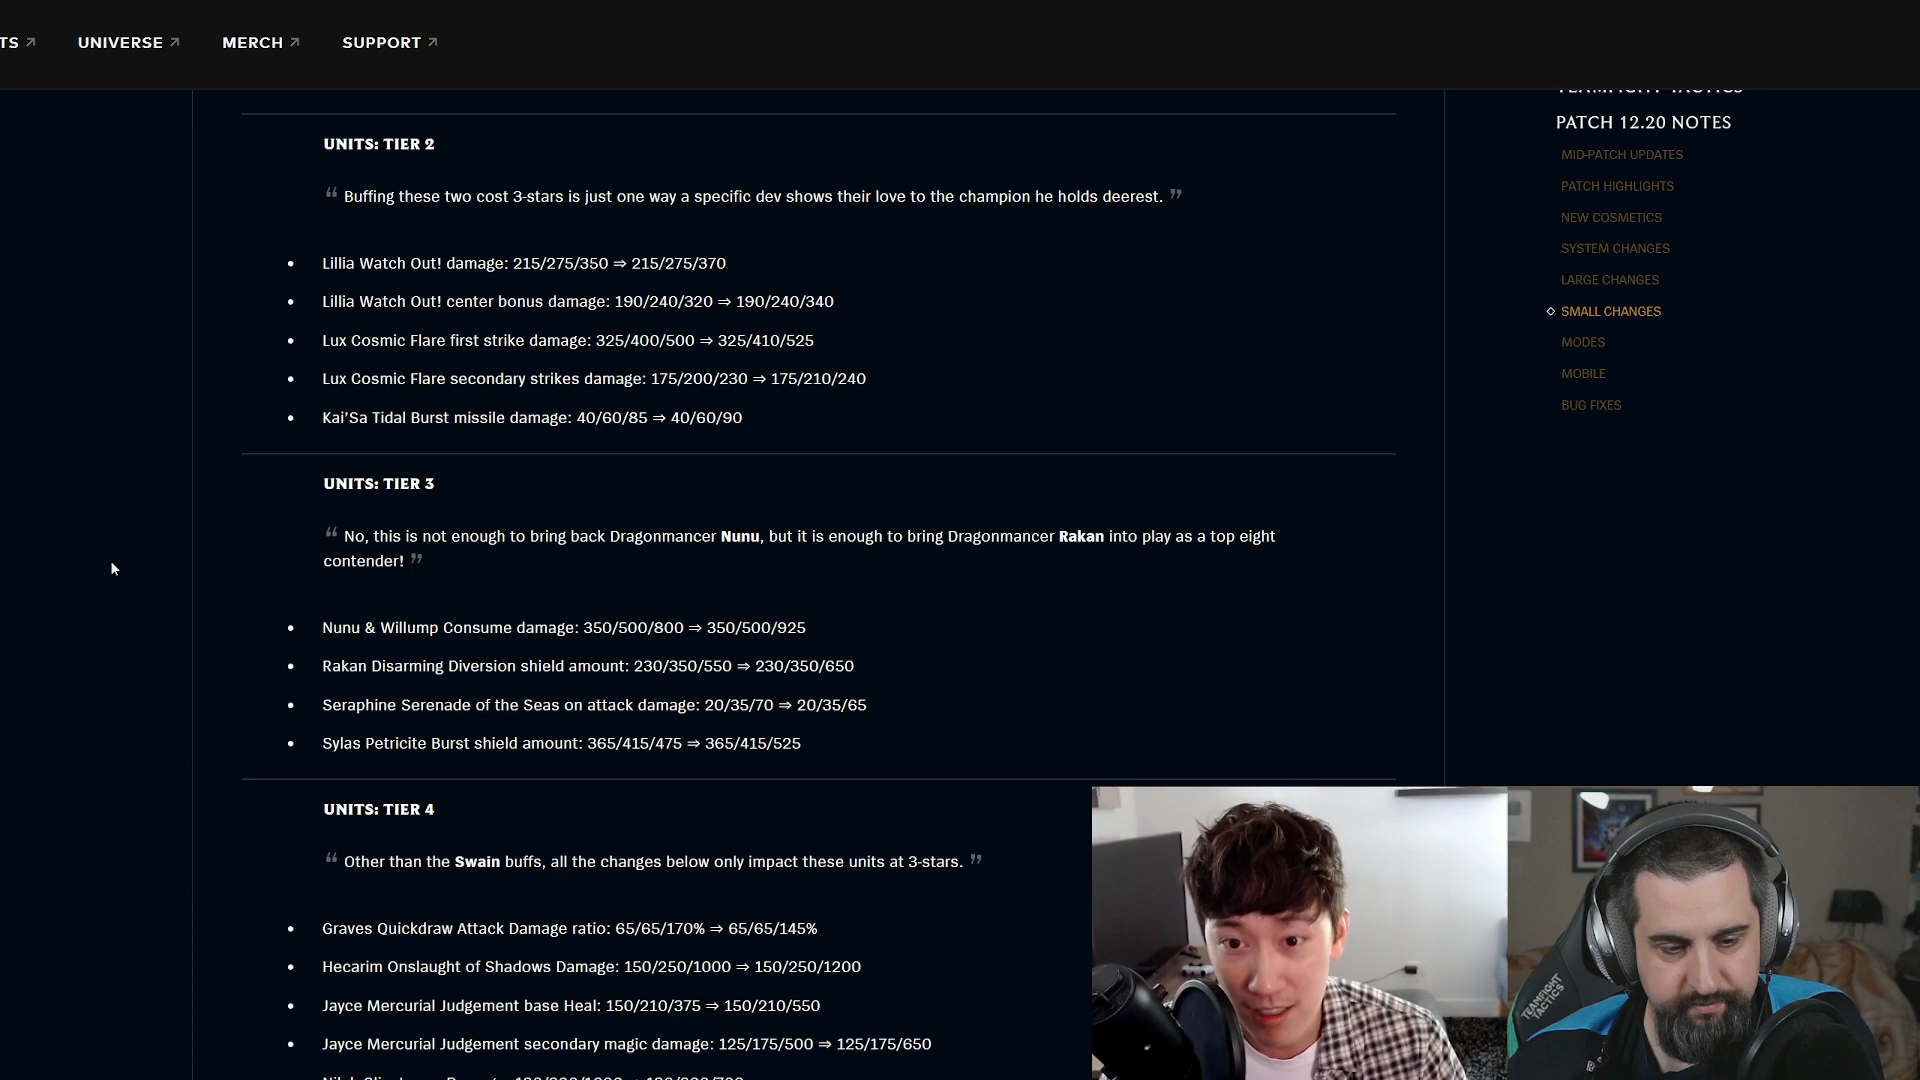 TS UNIVERSE MERCH SUPPORT
UNITS: TIER 2
“ Buffing these two cost 3-stars is just one way a specific dev shows their love to the champion he holds deerest. ”
• Lillia Watch Out! damage: 215/275/350 ⇒ 215/275/370
• Lillia Watch Out! center bonus damage: 190/240/320 ⇒ 190/240/340
• Lux Cosmic Flare first strike damage: 325/400/500 ⇒ 325/410/525
• Lux Cosmic Flare secondary strikes damage: 175/200/230 ⇒ 175/210/240
• Kai’Sa Tidal Burst missile damage: 40/60/85 ⇒ 40/60/90
UNITS: TIER 3
“ No, this is not enough to bring back Dragonmancer Nunu, but it is enough to bring Dragonmancer Rakan into play as a top eight
contender! ”
• Nunu & Willump Consume damage: 350/500/800 ⇒ 350/500/925
• Rakan Disarming Diversion shield amount: 230/350/550 ⇒ 230/350/650
• Seraphine Serenade of the Seas on attack damage: 20/35/70 ⇒ 20/35/65
• Sylas Petricite Burst shield amount: 365/415/475 ⇒ 365/415/525
UNITS: TIER 4
“ Other than the Swain buffs, all the changes below only impact these units at 3-stars. ”
• Graves Quickdraw Attack Damage ratio: 65/65/170% ⇒ 65/65/145%
• Hecarim Onslaught of Shadows Damage: 150/250/1000 ⇒ 150/250/1200
• Jayce Mercurial Judgement base Heal: 150/210/375 ⇒ 150/210/550
• Jayce Mercurial Judgement secondary magic damage: 125/175/500 ⇒ 125/175/650
TEAMFIGHT TACTICS
PATCH 12.20 NOTES
MID-PATCH UPDATES
PATCH HIGHLIGHTS
NEW COSMETICS
SYSTEM CHANGES
LARGE CHANGES
SMALL CHANGES
MODES
MOBILE
BUG FIXES
TEAMFIGHT
TACTICS